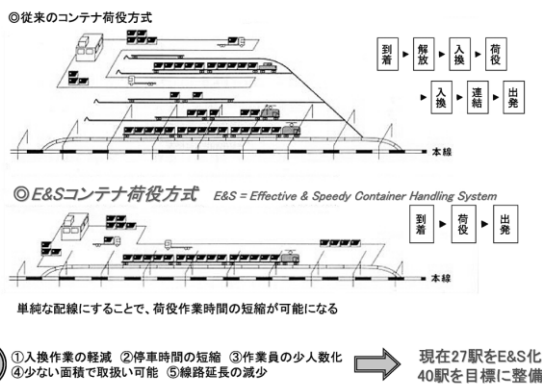 ◎従来のコンテナ荷役方式
到着 ▶ 解放 ▶ 入換 ▶ 荷役
▶ 入換 ▶ 連結 ▶ 出発
本線
◎E&Sコンテナ荷役方式 E&S = Effective & Speedy Container Handling System
到着 ▶ 荷役 ▶ 出発
本線
単純な配線にすることで、荷役作業時間の短縮が可能になる
①入換作業の軽減 ②停車時間の短縮 ③作業員の少人数化
④少ない面積で取扱い可能 ⑤線路延長の減少
現在27駅をE&S化
40駅を目標に整備